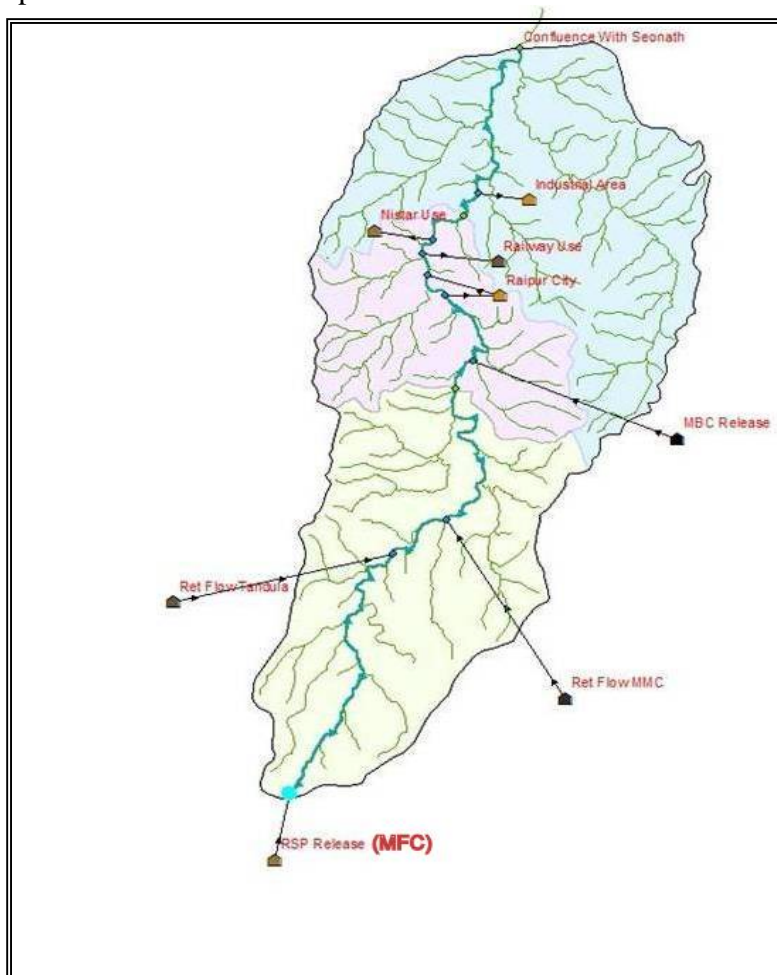 Confluence With Seonath
Industrial Area
Nistar Use
Railway Use
Raipur City
MBC Release
Ret Flow Tandula
Ret Flow MMC
RSP Release (MFC)